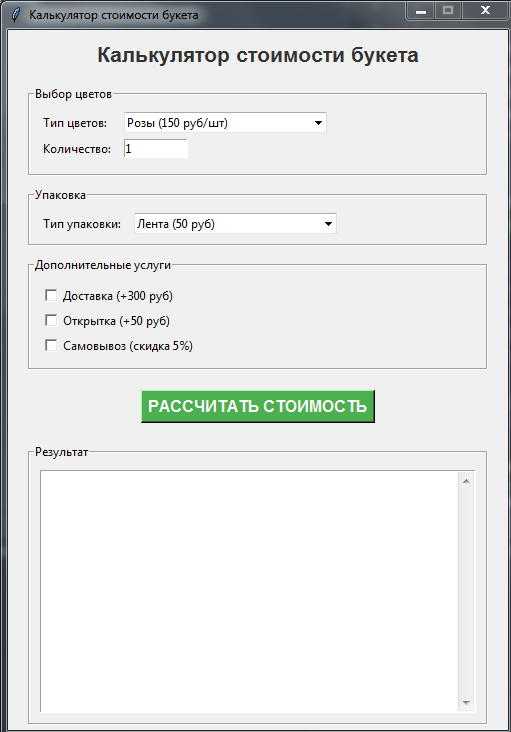 Калькулятор стоимости букета
Калькулятор стоимости букета
Выбор цветов
Тип цветов: Розы (150 руб/шт)
Количество: 1
Упаковка
Тип упаковки: Лента (50 руб)
Дополнительные услуги
Доставка (+300 руб)
Открытка (+50 руб)
Самовывоз (скидка 5%)
РАССЧИТАТЬ СТОИМОСТЬ
Результат